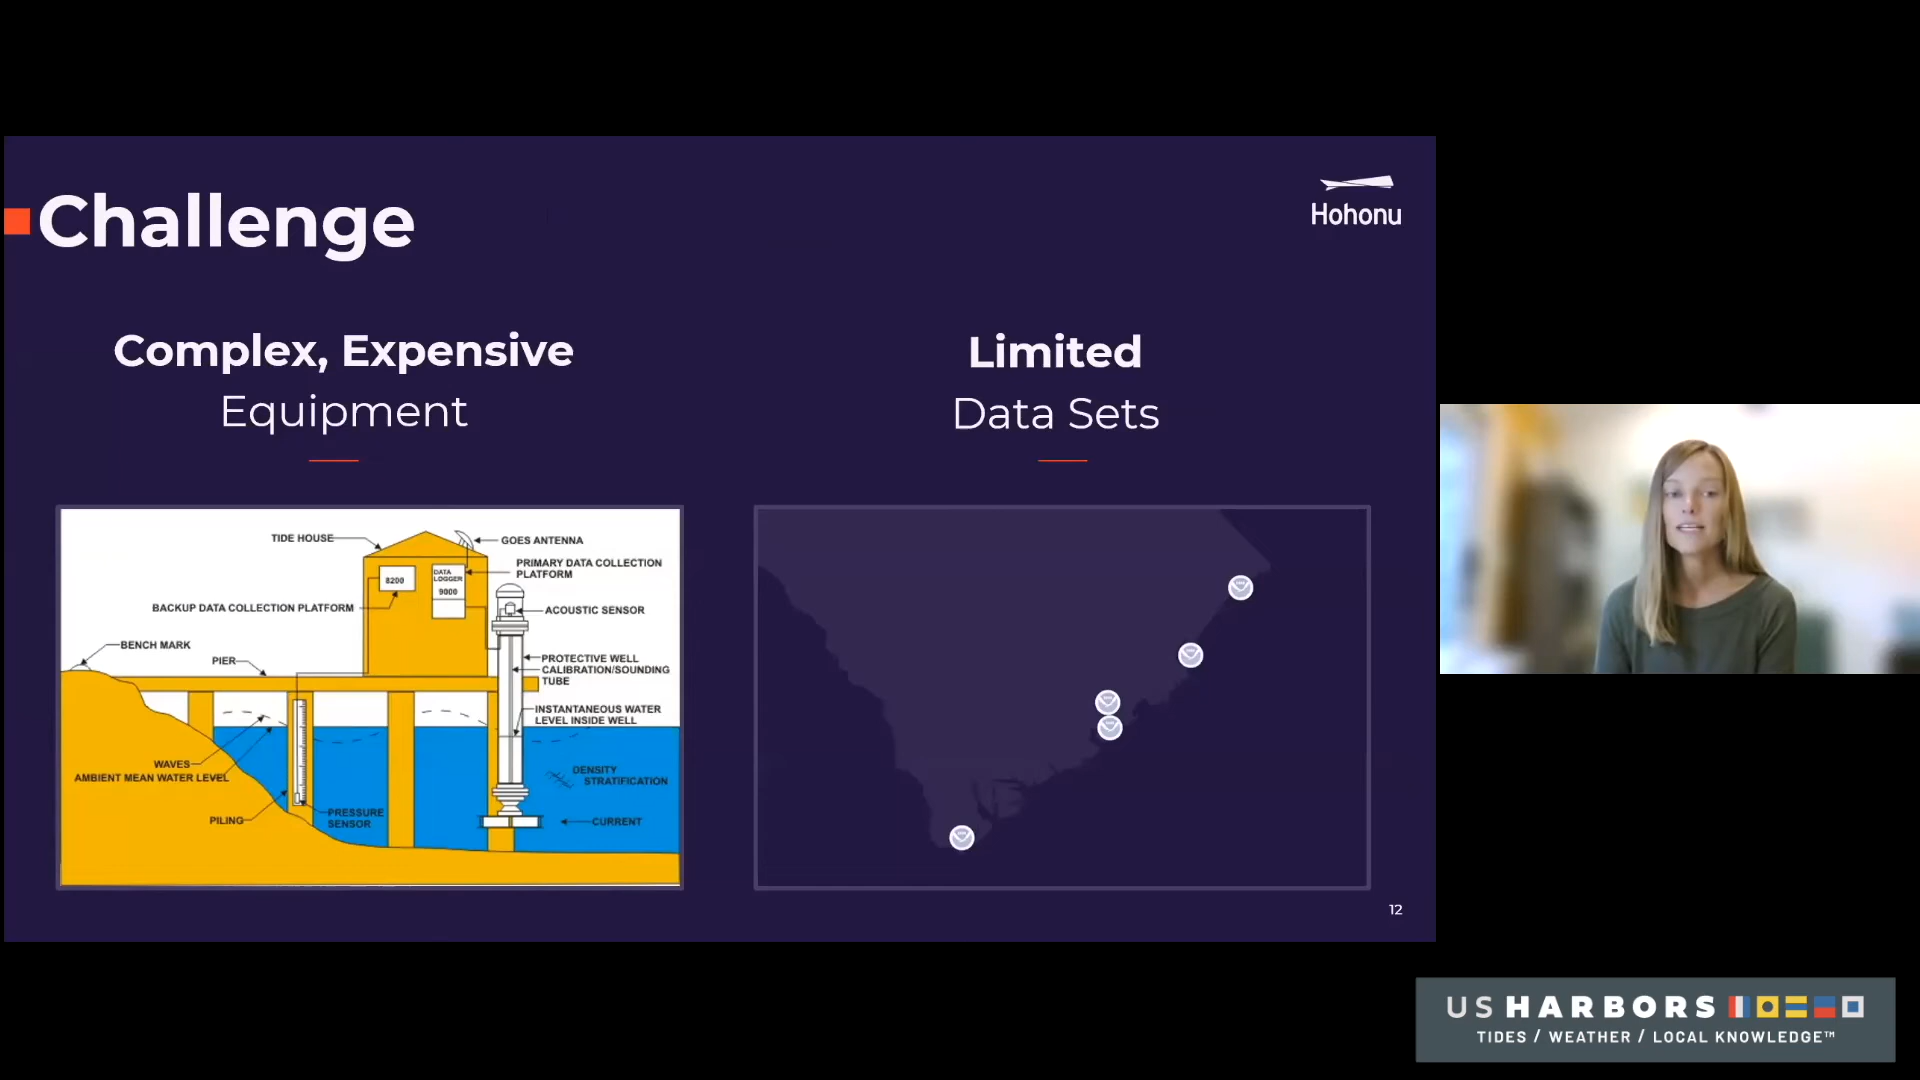 Challenge
Hohonu
Complex, Expensive
Equipment
Limited
Data Sets
TIDE HOUSE
GOES ANTENNA
PRIMARY DATA COLLECTION
PLATFORM
8200
DATA
LOGGER
9000
BACKUP DATA COLLECTION PLATFORM
ACOUSTIC SENSOR
BENCH MARK
PIER
PROTECTIVE WELL
CALIBRATION/SOUNDING
TUBE
INSTANTANEOUS WATER
LEVEL INSIDE WELL
WAVES
AMBIENT MEAN WATER LEVEL
DENSITY
STRATIFICATION
PILING
PRESSURE
SENSOR
CURRENT
12
US HARBORS
TIDES / WEATHER / LOCAL KNOWLEDGE™